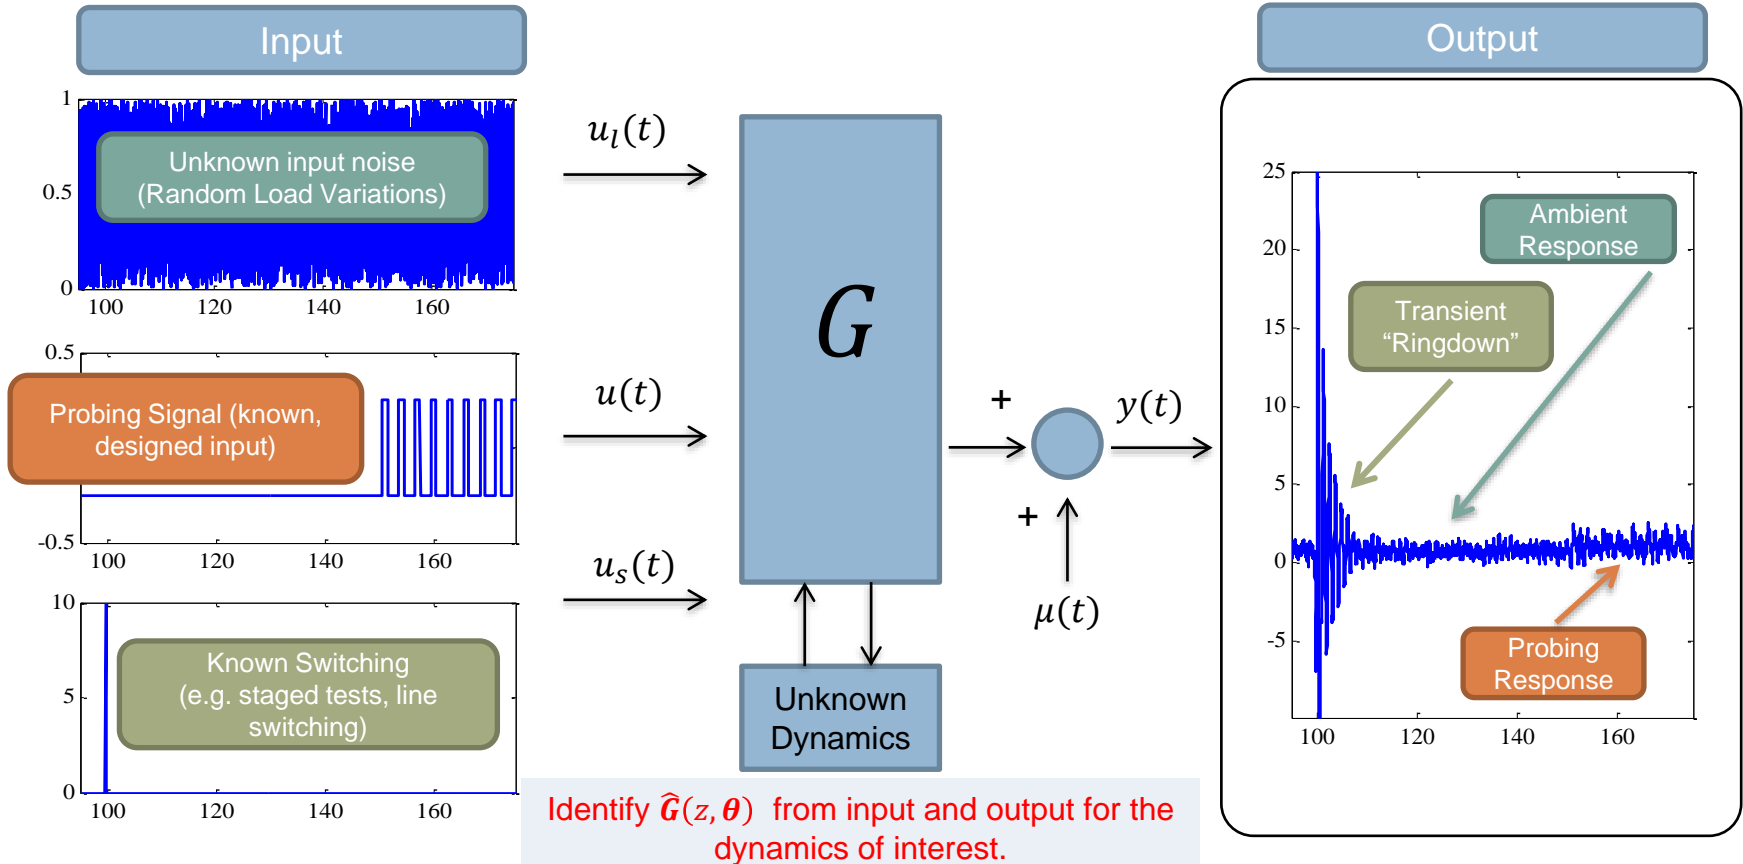 Input
Output
1
0.5
0
100
120
140
160
Unknown input noise
(Random Load Variations)
u_l(t)
0.5
-0.5
100
120
140
160
Probing Signal (known,
designed input)
u(t)
10
5
0
100
120
140
160
Known Switching
(e.g. staged tests, line
switching)
u_s(t)
G
Unknown
Dynamics
+
+
μ(t)
y(t)
25
20
15
10
5
0
-5
100
120
140
160
Ambient
Response
Transient
“Ringdown”
Probing
Response
Identify Ĝ(z, θ) from input and output for the
dynamics of interest.